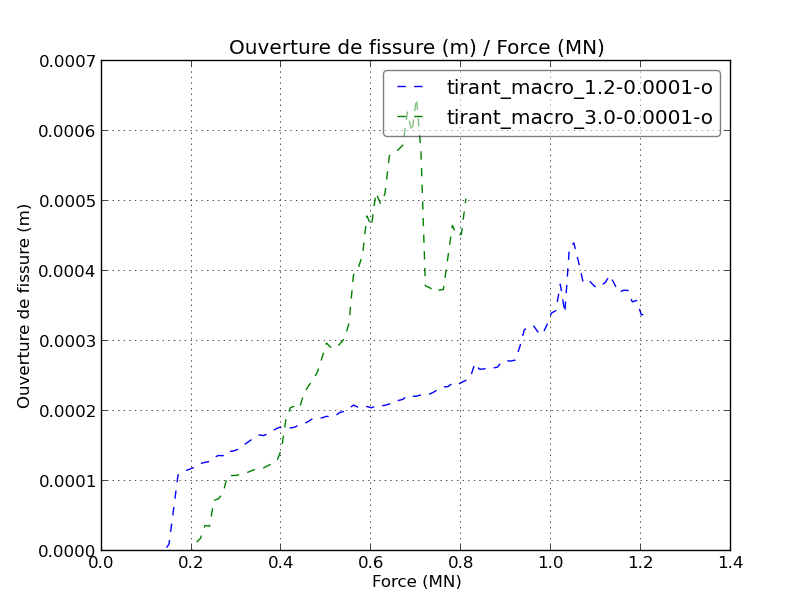 Ouverture de fissure (m) / Force (MN)
tirant_macro_1.2-0.0001-o
tirant_macro_3.0-0.0001-o
Ouverture de fissure (m)
0.0007
0.0006
0.0005
0.0004
0.0003
0.0002
0.0001
0.0000
0.0 0.2 0.4 0.6 0.8 1.0 1.2 1.4
Force (MN)